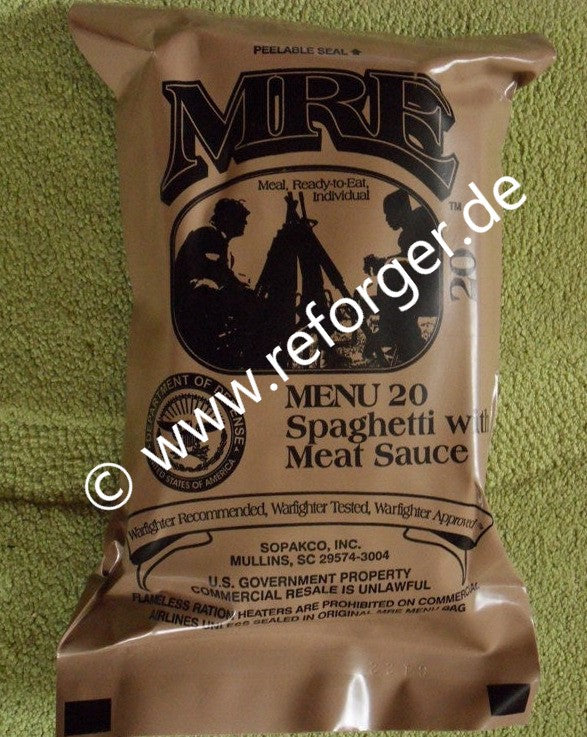 PEELABLE SEAL
MRE
Meal, Ready-to-Eat,
Individual
TM
20
© www.reforger.de
MENU 20
Spaghetti with
Meat Sauce
DEPARTMENT OF DEFENSE
UNITED STATES OF AMERICA
Warfighter Recommended, Warfighter Tested, Warfighter Approved
SOPAKCO, INC.
MULLINS, SC 29574-3004
U.S. GOVERNMENT PROPERTY
COMMERCIAL RESALE IS UNLAWFUL
FLAMELESS RATION HEATERS ARE PROHIBITED ON COMMERCIAL
AIRLINES UNLESS SEALED IN ORIGINAL MRE MENU BAG